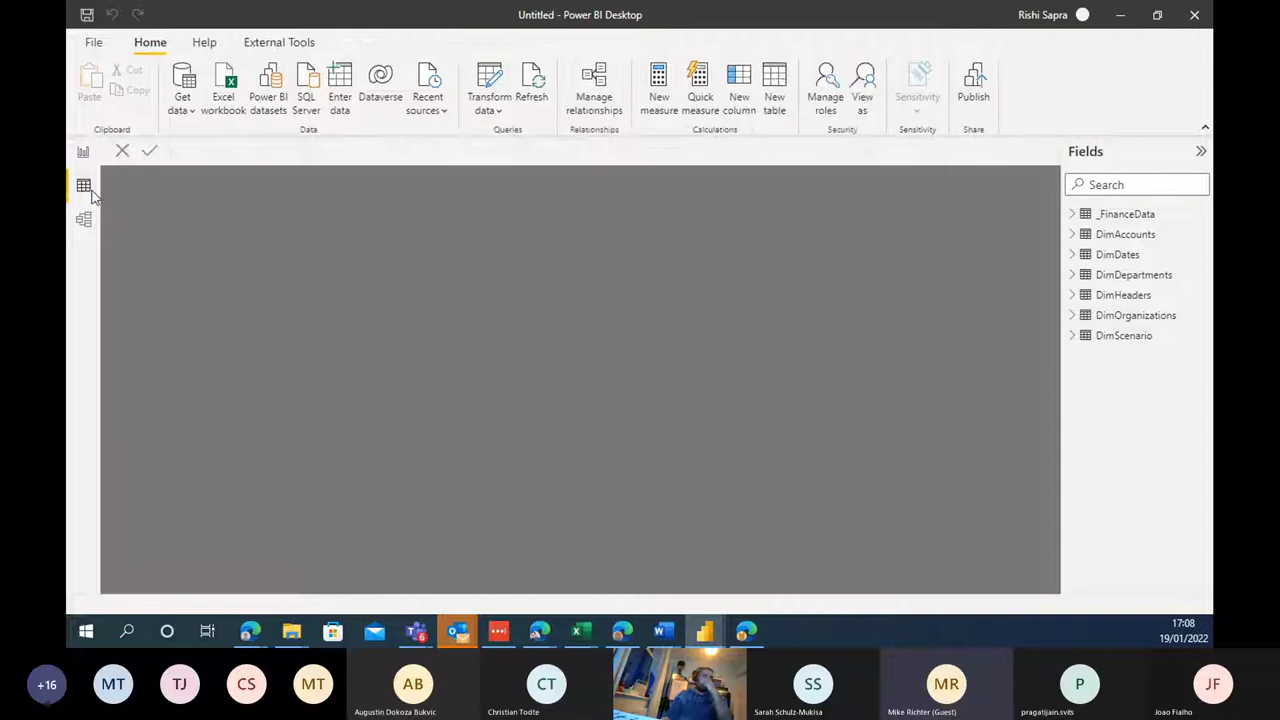 Untitled - Power BI Desktop
Rishi Sapra
File
Home
Help
External Tools
Paste
Cut
Copy
Get data
Excel workbook
Power BI datasets
SQL Server
Enter data
Dataverse
Recent sources
Transform data
Refresh
Manage relationships
New measure
Quick measure
New column
New table
Manage roles
View as
Sensitivity
Publish
Clipboard
Data
Queries
Relationships
Calculations
Security
Sensitivity
Share
Fields
Search
_FinanceData
DimAccounts
DimDates
DimDepartments
DimHeaders
DimOrganizations
DimScenario
6
17:08
19/01/2022
+16
MT
TJ
CS
MT
AB
Augustin Dokoza Bukvic
CT
Christian Todte
SS
Sarah Schulz-Mukisa
MR
Mike Richter (Guest)
P
pragatijain.svits
JF
Joao Fialho